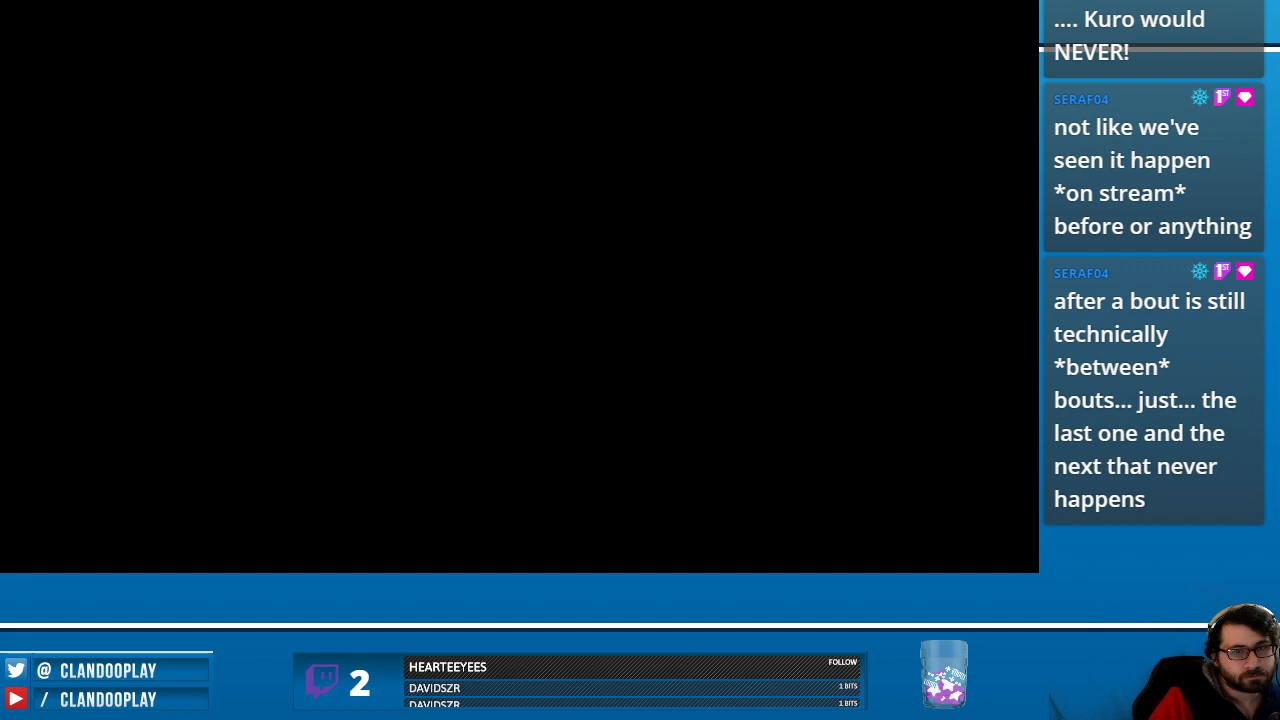 .... Kuro would
NEVER!
SERAF04
1ST
not like we've
seen it happen
*on stream*
before or anything
SERAF04
1ST
after a bout is still
technically
*between*
bouts... just... the
last one and the
next that never
happens
@ CLANDOOPLAY
/ CLANDOOPLAY
2
HEARTEEYEES FOLLOW
DAVIDSZR 1 BITS
DAVIDSZR 1 BITS